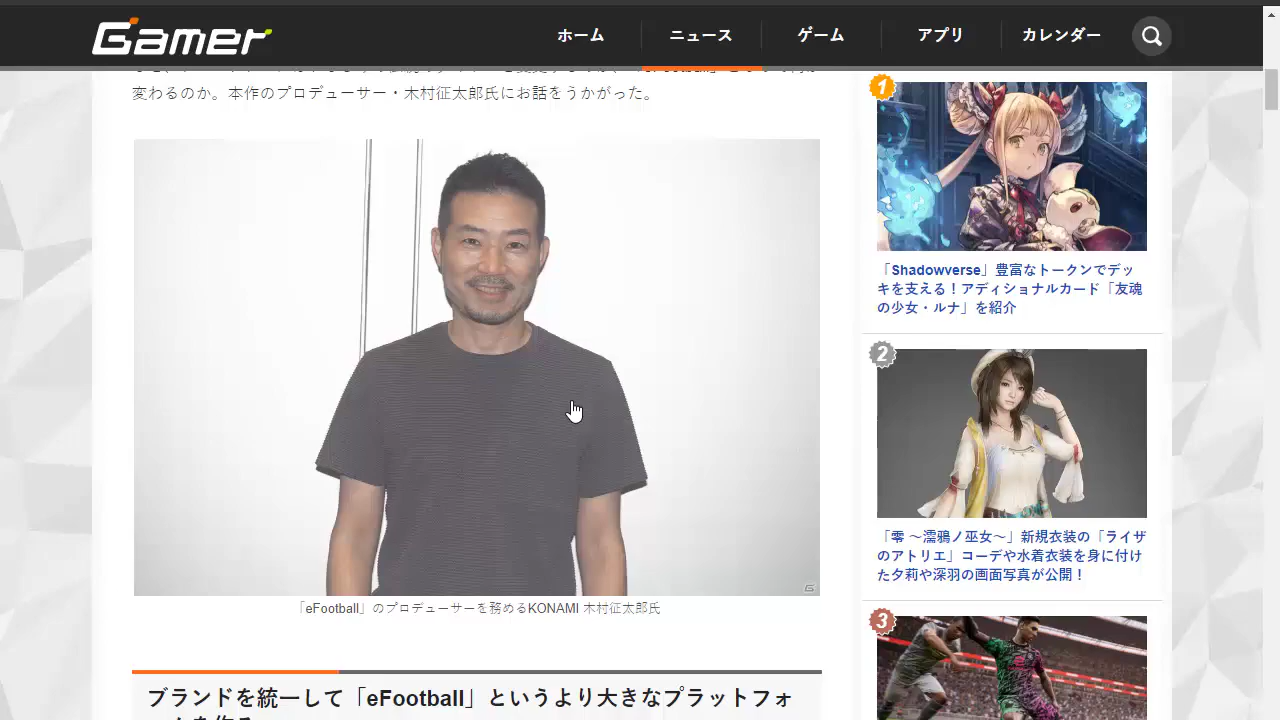 Gamer
ホーム
ニュース
ゲーム
アプリ
カレンダー
変わるのか。本作のプロデューサー・木村征太郎氏にお話をうかがった。
「eFootball」のプロデューサーを務めるKONAMI 木村征太郎氏
ブランドを統一して「eFootball」というより大きなプラットフォ
1
「Shadowverse」豊富なトークンでデッ
キを支える！アディショナルカード「友魂
の少女・ルナ」を紹介
2
「零 ～濡鴉ノ巫女～」新規衣装の「ライザ
のアトリエ」コーデや水着衣装を身に付け
た夕莉や深羽の画面写真が公開！
3